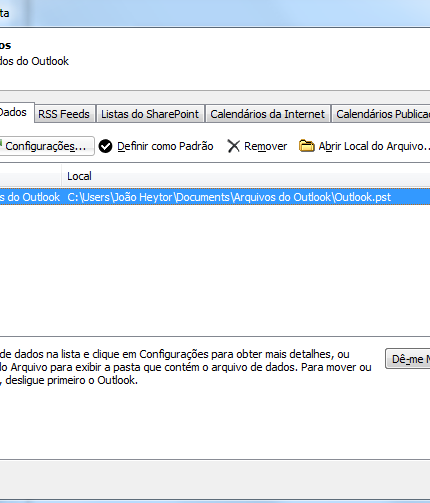 ta
os
dos do Outlook
Dados
RSS Feeds
Listas do SharePoint
Calendários da Internet
Calendários Publicad
Configurações...
Definir como Padrão
Remover
Abrir Local do Arquivo...
Local
s do Outlook
C:\Users\João Heytor\Documents\Arquivos do Outlook\Outlook.pst
de dados na lista e clique em Configurações para obter mais detalhes, ou
do Arquivo para exibir a pasta que contém o arquivo de dados. Para mover ou
, desligue primeiro o Outlook.
Dê-me M